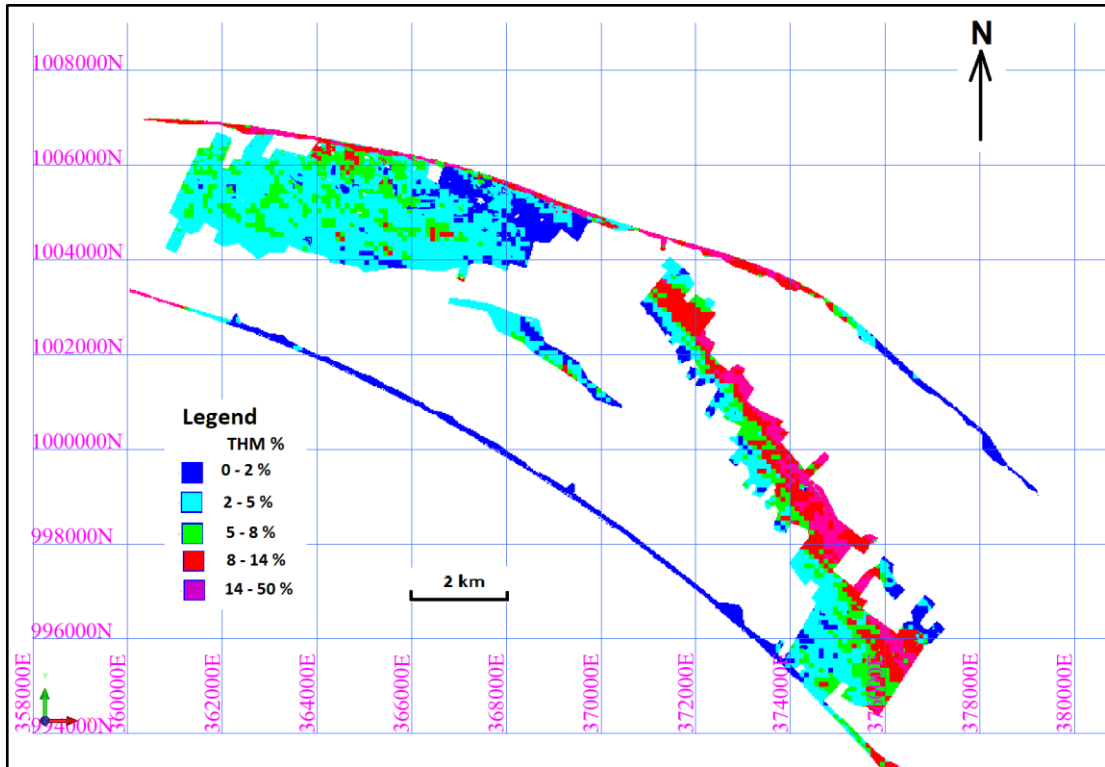 N
1008000N
1006000N
1004000N
1002000N
1000000N
998000N
996000N
994000N
Legend
THM %
0 - 2 %
2 - 5 %
5 - 8 %
8 - 14 %
14 - 50 %
2 km
358000E
360000E
362000E
364000E
366000E
368000E
370000E
372000E
374000E
376000E
378000E
380000E